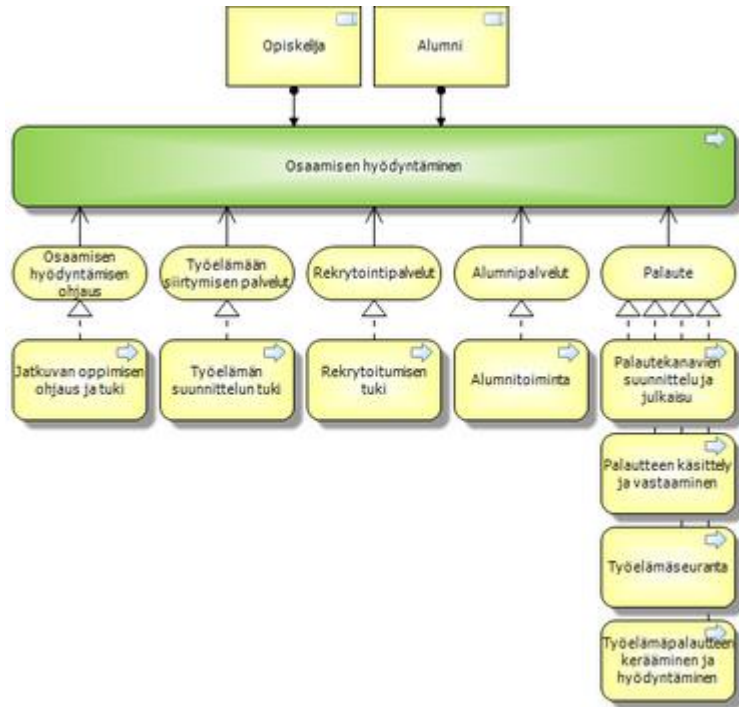 Opiskelija
Alumni
Osaamisen hyödyntäminen
Osaamisen
hyödyntämisen
ohjaus
Työelämään
siirtymisen palvelut
Rekrytointipalvelut
Alumnipalvelut
Palaute
Jatkuvan oppimisen
ohjaus ja tuki
Työelämän
suunnittelun tuki
Rekrytoitumisen
tuki
Alumnitoiminta
Palautekanavien
suunnittelu ja
julkaisu
Palautteen käsittely
ja vastaaminen
Työelämäseuranta
Työelämäpalautteen
kerääminen ja
hyödyntäminen